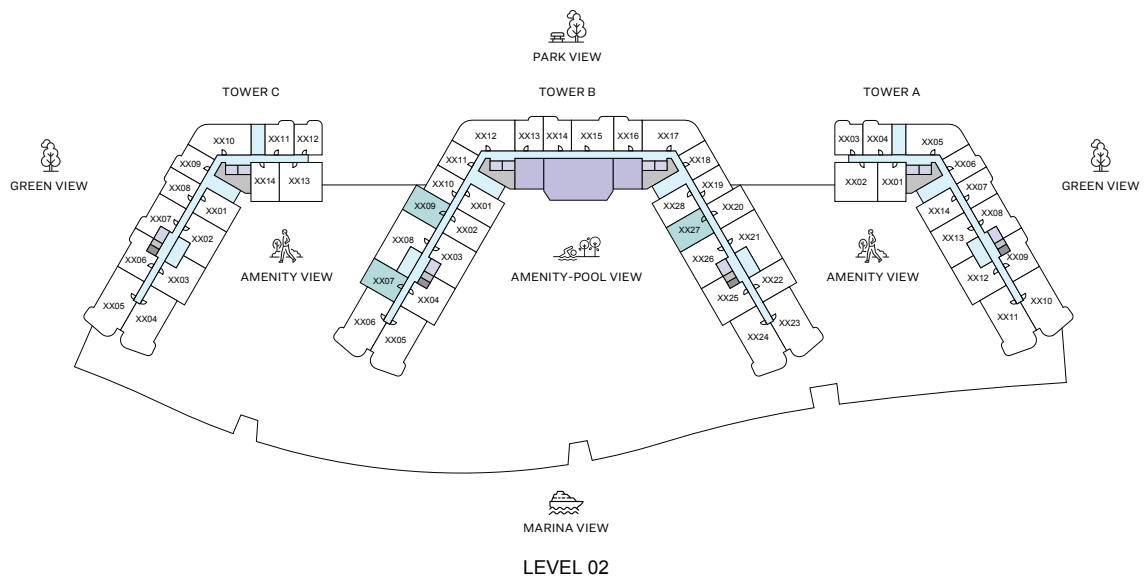 PARK VIEW
TOWER C
TOWER B
TOWER A
GREEN VIEW
GREEN VIEW
XX10
XX11
XX12
XX09
XX08
XX07
XX06
XX05
XX04
XX03
XX02
XX01
XX14
XX13
AMENITY VIEW
XX12
XX13
XX14
XX15
XX16
XX17
XX11
XX10
XX09
XX08
XX07
XX06
XX05
XX04
XX03
XX02
XX01
AMENITY-POOL VIEW
XX18
XX19
XX20
XX21
XX22
XX23
XX24
XX25
XX26
XX27
XX28
AMENITY VIEW
XX03
XX04
XX05
XX02
XX01
XX06
XX07
XX08
XX09
XX10
XX11
XX12
XX13
XX14
MARINA VIEW
LEVEL 02